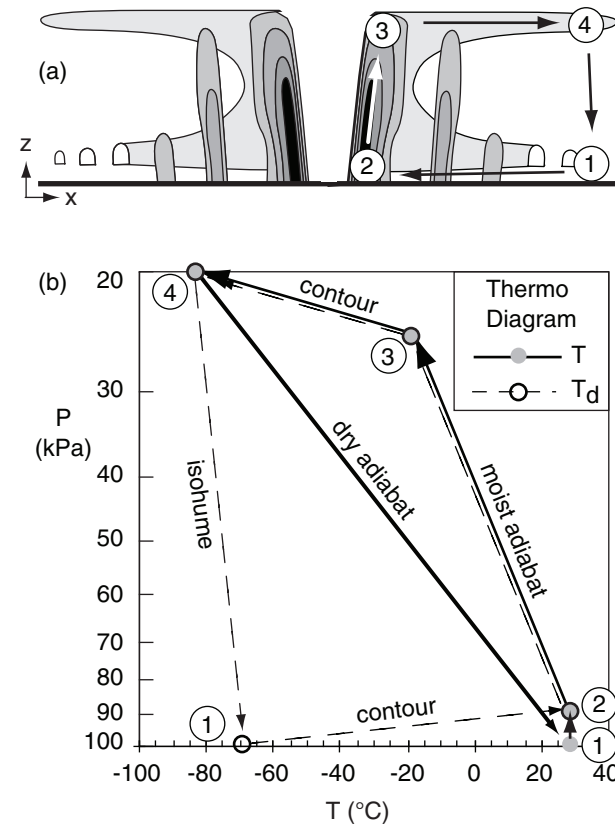 (a)
3
4
2
1
z
x
(b)
20
30
40
50
60
70
80
90
100
P
(kPa)
4
contour
3
Thermo
Diagram
T
Td
dry adiabat
moist adiabat
isohume
1
contour
2
1
-100 -80 -60 -40 -20 0 20 40
T (°C)